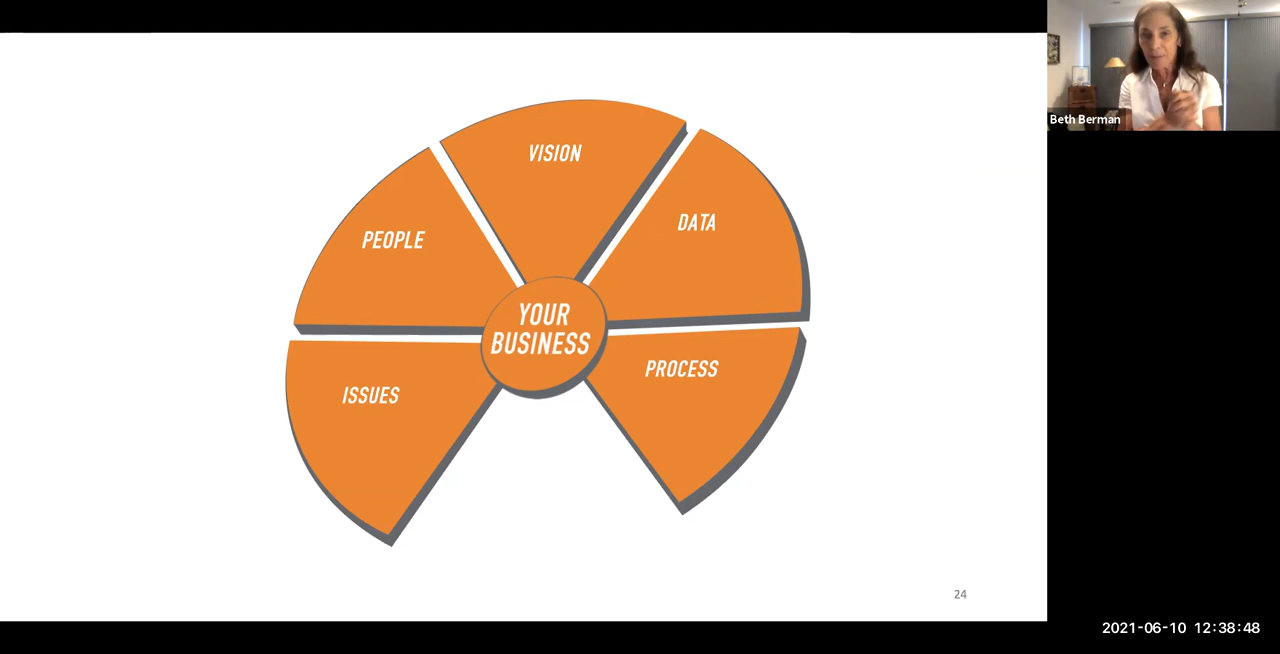 VISION
DATA
PEOPLE
YOUR
BUSINESS
PROCESS
ISSUES
24
Beth Berman
2021-06-10 12:38:48